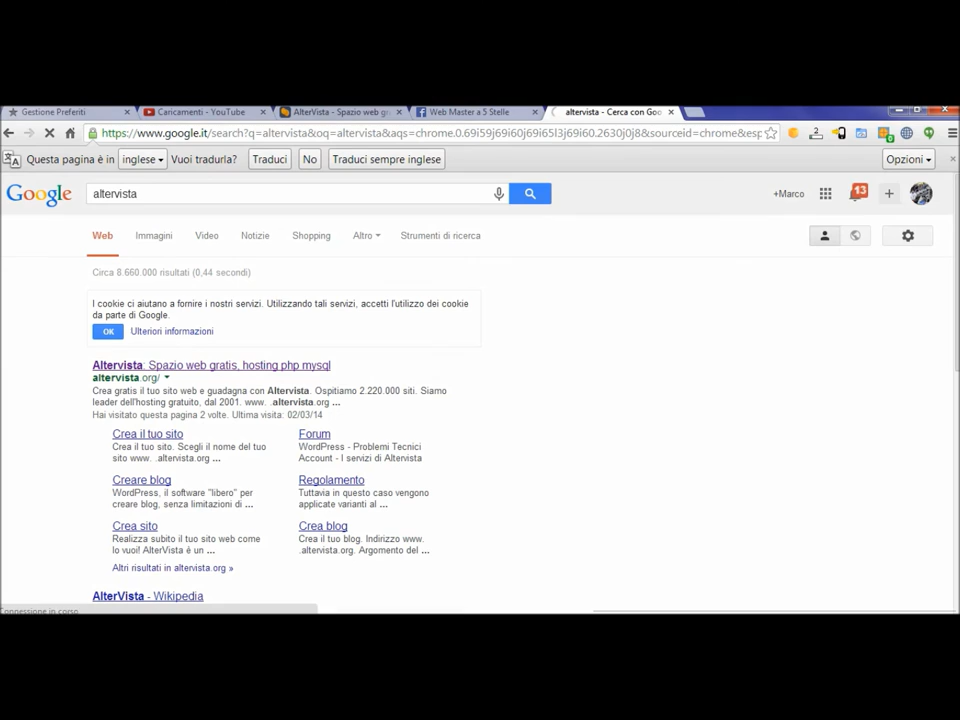 Gestione Preferiti
Caricamenti - YouTube
AlterVista - Spazio web gr
Web Master a 5 Stelle
altervista - Cerca con Goo
https://www.google.it/search?q=altervista&oq=altervista&aqs=chrome.0.69i59j69i60j69i65l3j69i60.2630j0j8&sourceid=chrome&esp
Questa pagina è in inglese Vuoi tradurla? Traduci No Traduci sempre inglese Opzioni
Google altervista +Marco 13
Web Immagini Video Notizie Shopping Altro Strumenti di ricerca
Circa 8.660.000 risultati (0,44 secondi)
I cookie ci aiutano a fornire i nostri servizi. Utilizzando tali servizi, accetti l'utilizzo dei cookie
da parte di Google.
OK Ulteriori informazioni
Altervista: Spazio web gratis, hosting php mysql
altervista.org/
Crea gratis il tuo sito web e guadagna con Altervista. Ospitiamo 2.220.000 siti. Siamo
leader dell'hosting gratuito, dal 2001. www. .altervista.org ...
Hai visitato questa pagina 2 volte. Ultima visita: 02/03/14
Crea il tuo sito
Crea il tuo sito. Scegli il nome del tuo
sito www. .altervista.org ...
Forum
WordPress - Problemi Tecnici
Account - I servizi di Altervista
Creare blog
WordPress, il software "libero" per
creare blog, senza limitazioni di ...
Regolamento
Tuttavia in questo caso vengono
applicate varianti al ...
Crea sito
Realizza subito il tuo sito web come
lo vuoi! AlterVista è un ...
Crea blog
Crea il tuo blog. Indirizzo www.
.altervista.org. Argomento del ...
Altri risultati in altervista.org »
AlterVista - Wikipedia
Connessione in corso